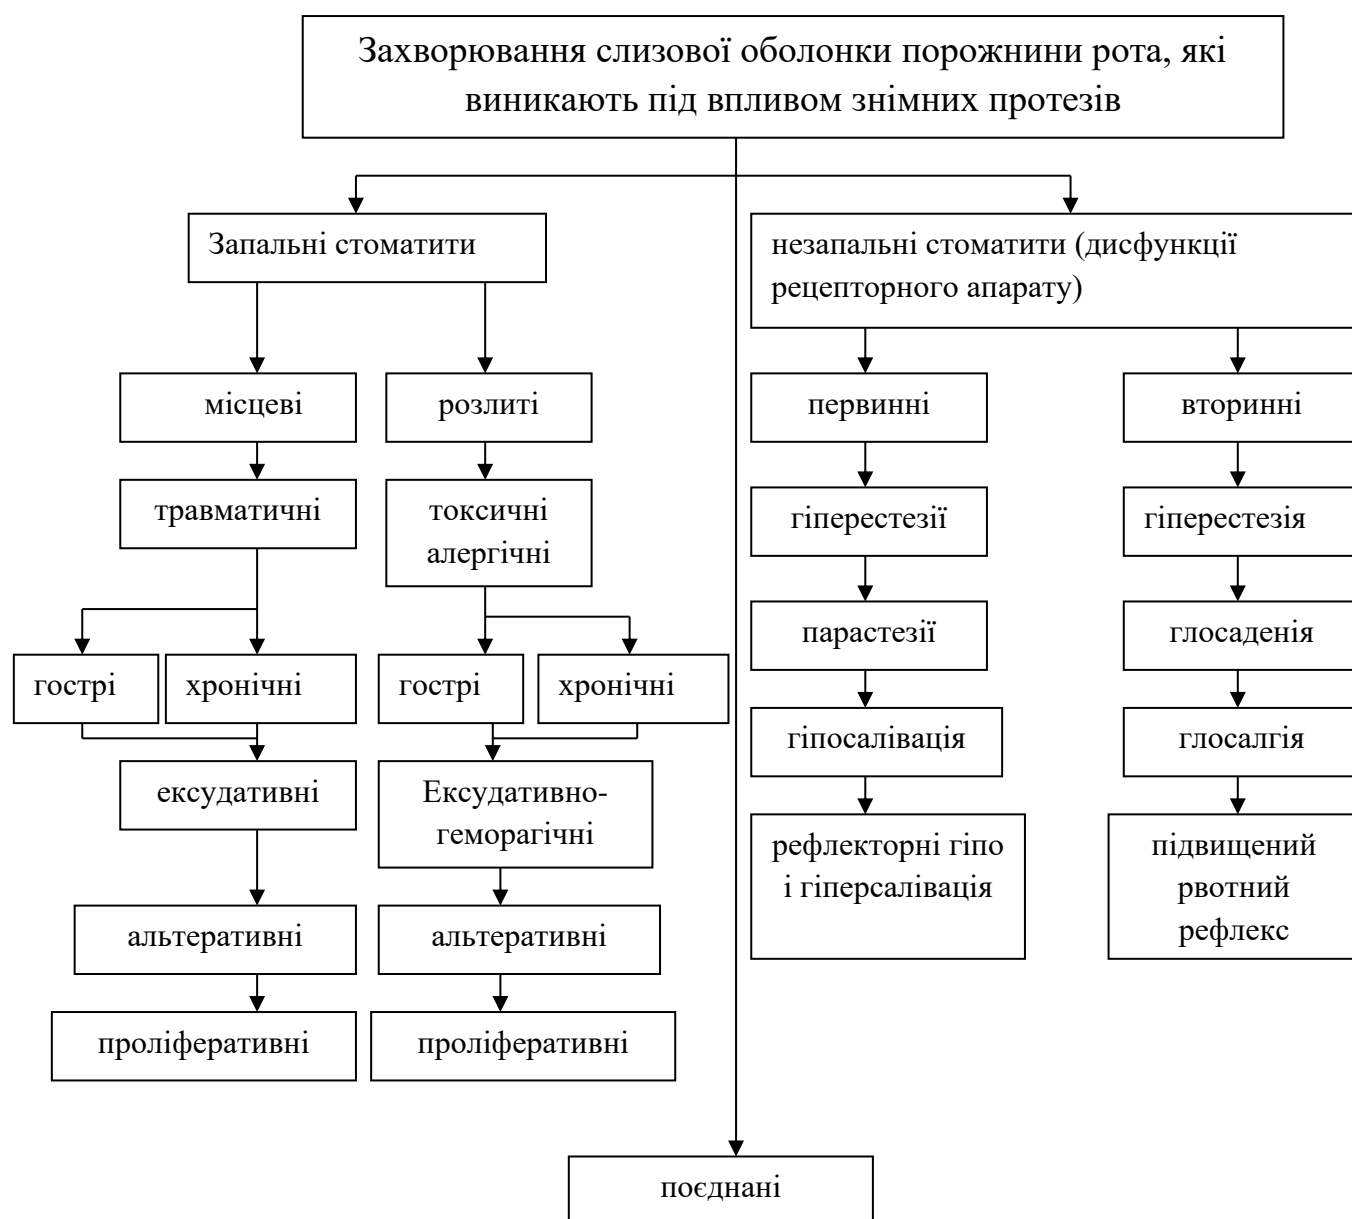 Захворювання слизової оболонки порожнини рота, які
виникають під впливом знімних протезів
Запальні стоматити
незапальні стоматити (дисфункції
рецепторного апарату)
місцеві
розлиті
первинні
вторинні
травматичні
токсичні
алергічні
гіперестезії
гіперестезія
парастезії
глосаденія
гострі
хронічні
гострі
хронічні
гіпосалівація
глосалгія
ексудативні
Ексудативно-
геморагічні
рефлекторні гіпо
і гіперсалівація
підвищений
рвотний
рефлекс
альтеративні
альтеративні
проліферативні
проліферативні
поєднані